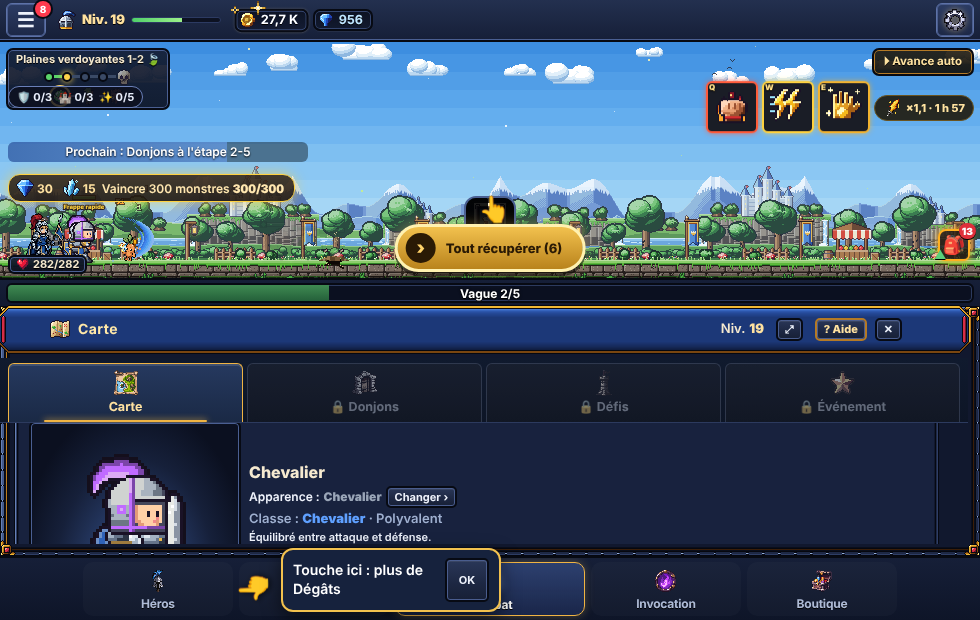 8
Niv. 19
27,7 K
956
Plaines verdoyantes 1-2
0/3 0/3 0/5
Avance auto
Q
W
E
×1,1 · 1 h 57
Prochain : Donjons à l'étape 2-5
30 15 Vaincre 300 monstres 300/300
Frappe rapide
282/282
Tout récupérer (6)
13
Vague 2/5
Carte
Niv. 19
? Aide
×
Carte
Donjons
Défis
Événement
Chevalier
Apparence : Chevalier Changer ›
Classe : Chevalier · Polyvalent
Équilibré entre attaque et défense.
Touche ici : plus de
Dégâts
OK
Héros
Invocation
Boutique